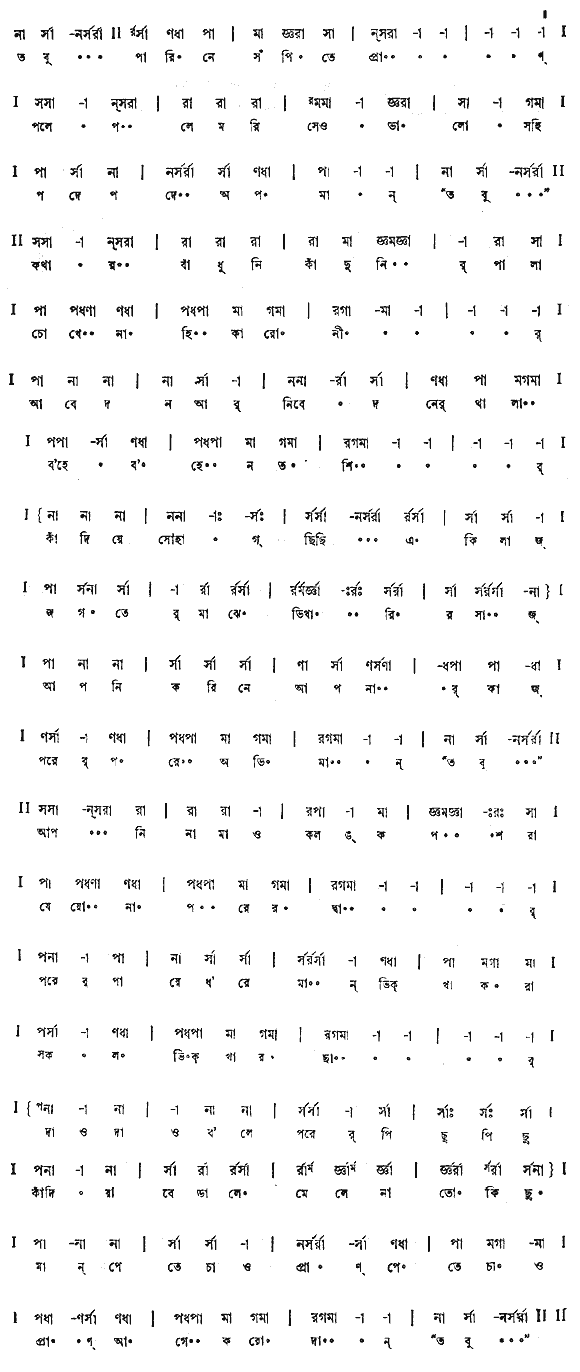 না র্সা -নর্সর্রা II র্রর্সা ণধা পা | মা জ্ঞরা সা | ন্‌সরা -া -া | -া -া -া I
ত বু ••• পা রি• নে সঁ পি• তে প্রা•• • • • • ণ্
I সসা -া ন্‌সরা | রা রা রা | রমমা -া জ্ঞরা | সা -া গমা I
পলে • প•• লে ম রি সেও • ভা• লো • সহি
I পা র্সা না | নর্সর্রা র্সা ণধা | পা -া -া | না র্সা -নর্সর্রা II
প দে প দে•• অ প• মা • ন্ “ত বু •••”
II সসা -া ন্‌সরা | রা রা রা | রা মা জ্ঞমজ্ঞা | -া রা সা I
কথা • র•• বাঁ ধু নি কাঁ দু নি•• র্ পা লা
I পা পধণা ণধা | পধপা মা গমা | রগা -মা -া | -া -া -া I
চো খে•• না• হি•• কা রো• নী• • • • • র্
I পা না না | না র্সা -া | ননা -র্রা র্সা | ণধা পা মগমা I
আ বে দ ন আ র্ নিবে • দ নের্ থা লা••
I পপা -র্সা ণধা | পধপা মা গমা | রগমা -া -া | -া -া -া I
ব'হে • ব'• হে•• ন ত• শি•• • • • • র্
I {না না না | ননা -াঃ -র্সঃ | র্সর্সা -নর্সর্রা র্রর্সা | র্সা র্সা -া I
কাঁ দি য়ে সোহা • গ্ ছিছি ••• এ• কি লা জ্
I পা র্সনা র্সা | -া র্রা র্রর্সা | র্রর্মর্জ্ঞা -ঃর্রঃ র্সর্রা | র্সা র্সর্রর্সা -না} I
জ গ• তে র্ মা ঝে• ভিখা• •• রি• র সা•• জ্
I পা না না | র্সা র্সা র্সা | ণা র্সা ণর্সণা | -ধপা পা -ধা I
আ প নি ক রি নে আ প না•• •র্ কা জ্
I ণর্সা -া ণধা | পধপা মা গমা | রগমা -া -া | না র্সা -নর্সর্রা II
পরে র্ প• রে•• অ ভি• মা•• • ন্ “ত বু •••”
II সসা -ন্‌সরা রা | রা রা -া | রপা -া মা | জ্ঞমজ্ঞা -ঃরঃ সা I
আপ ••• নি না মা ও কল ঙ্ ক প•• •শ রা
I পা পধণা ণধা | পধপা মা গমা | রগমা -া -া | -া -া -া I
যে য়ো•• না• প•• রে র• দ্বা•• • • • • র্
I পনা -া পা | না র্সা র্সা | র্সর্রর্সা -া ণধা | পা মগা মা I
পরে র্ পা য়ে ধ' রে মা•• ন্ ভিক্ খা ক• রা
I পর্সা -া ণধা | পধপা মা গমা | রগমা -া -া | -া -া -া I
সক • ল• ভিক্ খা র• ছা•• • • • • র্
I {পনা -া না | -া না না | র্সর্সা -া র্সা | র্সাঃ র্সঃ র্সা I
দা ও দা ও ব' লে পরে র্ পি ছু পি ছু
I পনা -া না | র্সা র্রা র্রর্সা | র্রার্ম র্জ্ঞার্ম র্জ্ঞা | র্জ্ঞর্রা র্সর্রা র্সনা} I
কাঁদি • য়া বে ড়ালে• মে লে না তো• কি ছু•
I পা -না না | র্সা র্সা -া | নর্সর্রা -র্সা ণধা | পা মগা -মা I
মা ন্ পে তে চাও প্রা• ণ্ পে• তে চা• ও
I পধা -ণর্সা ণধা | পধপা মা গমা | রগমা -া -া | না র্সা -নর্সর্রা II II
প্রা• •ণ্ আ• গে•• ক রো• দা•• • ন্ “ত বু •••”